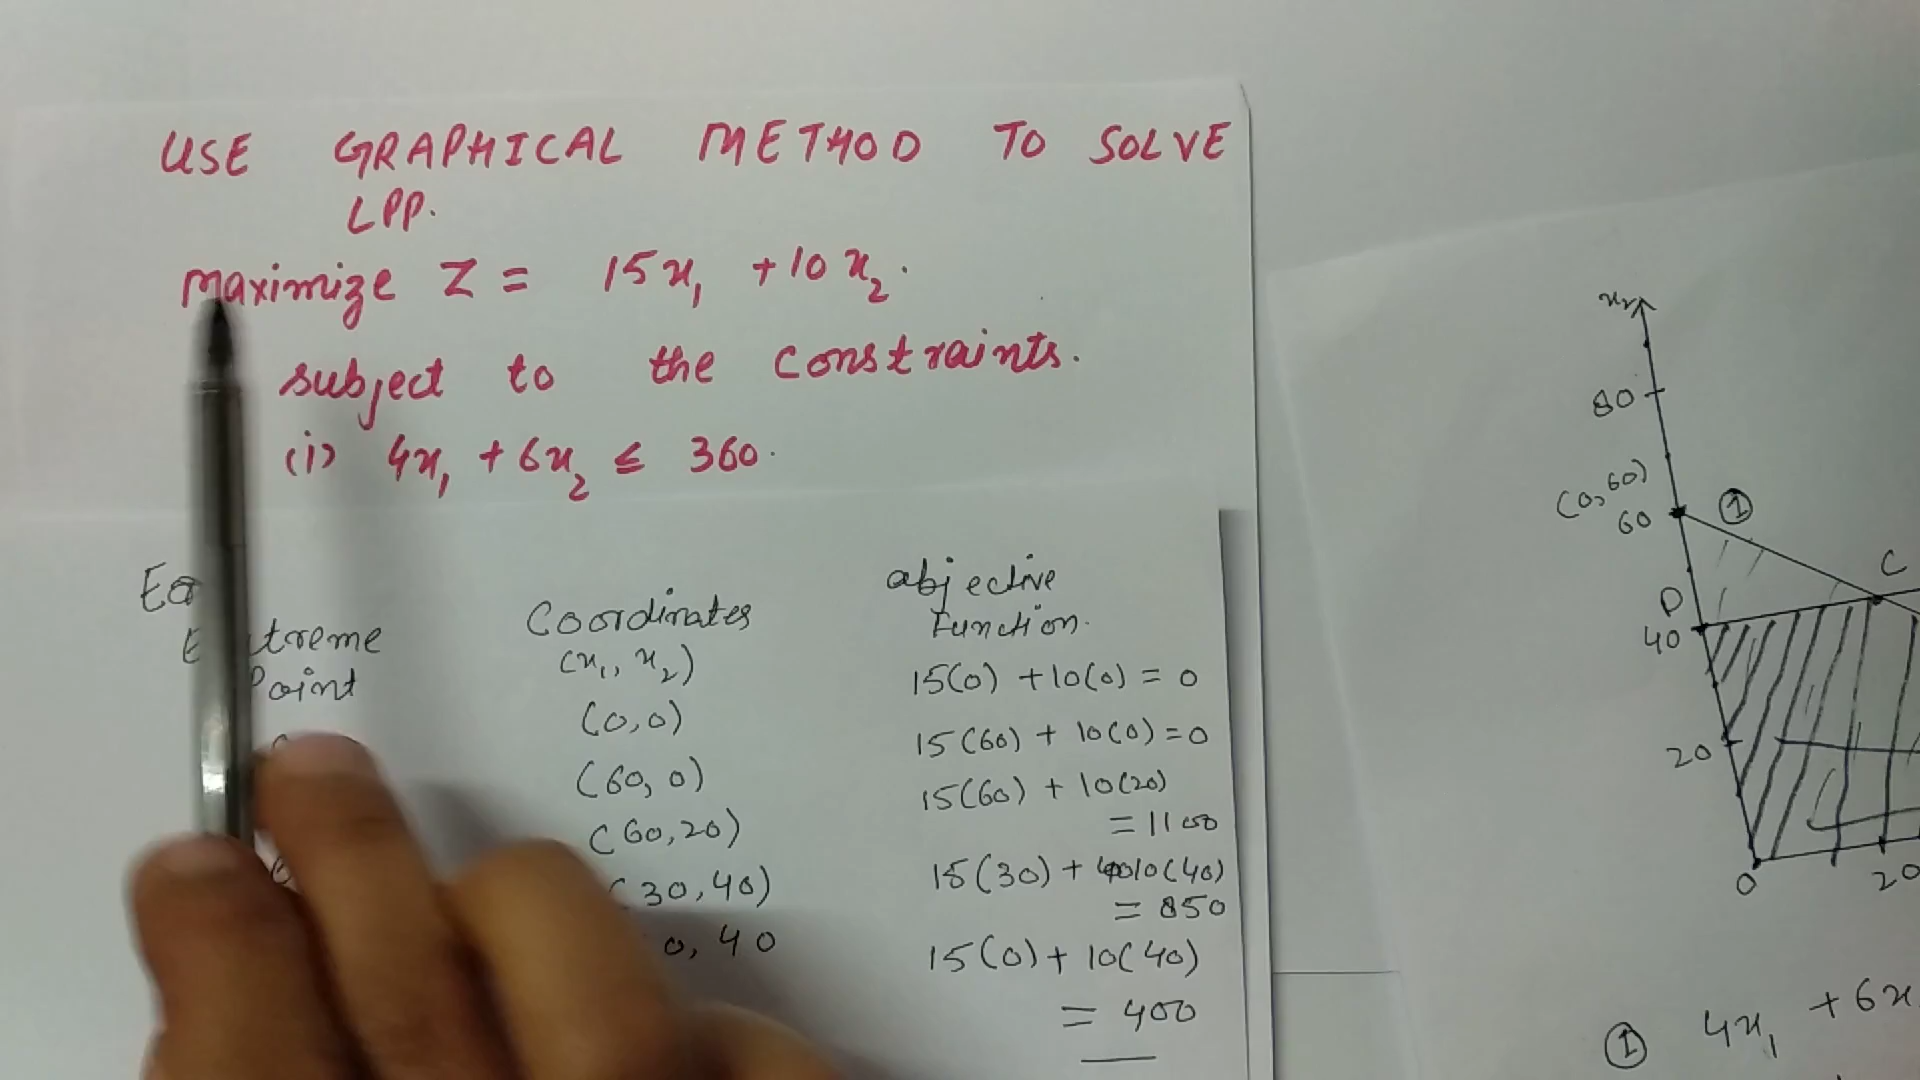 USE GRAPHICAL METHOD TO SOLVE
LPP.
Maximize Z = 15x₁ + 10x₂.
subject to the constraints.
(i) 4x₁ + 6x₂ ≤ 360.
Coordinates
(x₁, x₂)
(0,0)
(60, 0)
(60,20)
(30,40)
0, 40
abjective
Function.
15(0) + 10(0) = 0
15(60) + 10(0) = 0
15(60) + 10(20)
= 1100
15(30) + 10(40)
= 850
15(0) + 10(40)
= 400
x₂
80
(0,60)
60
①
C
D
40
20
0
20
① 4x₁ + 6x